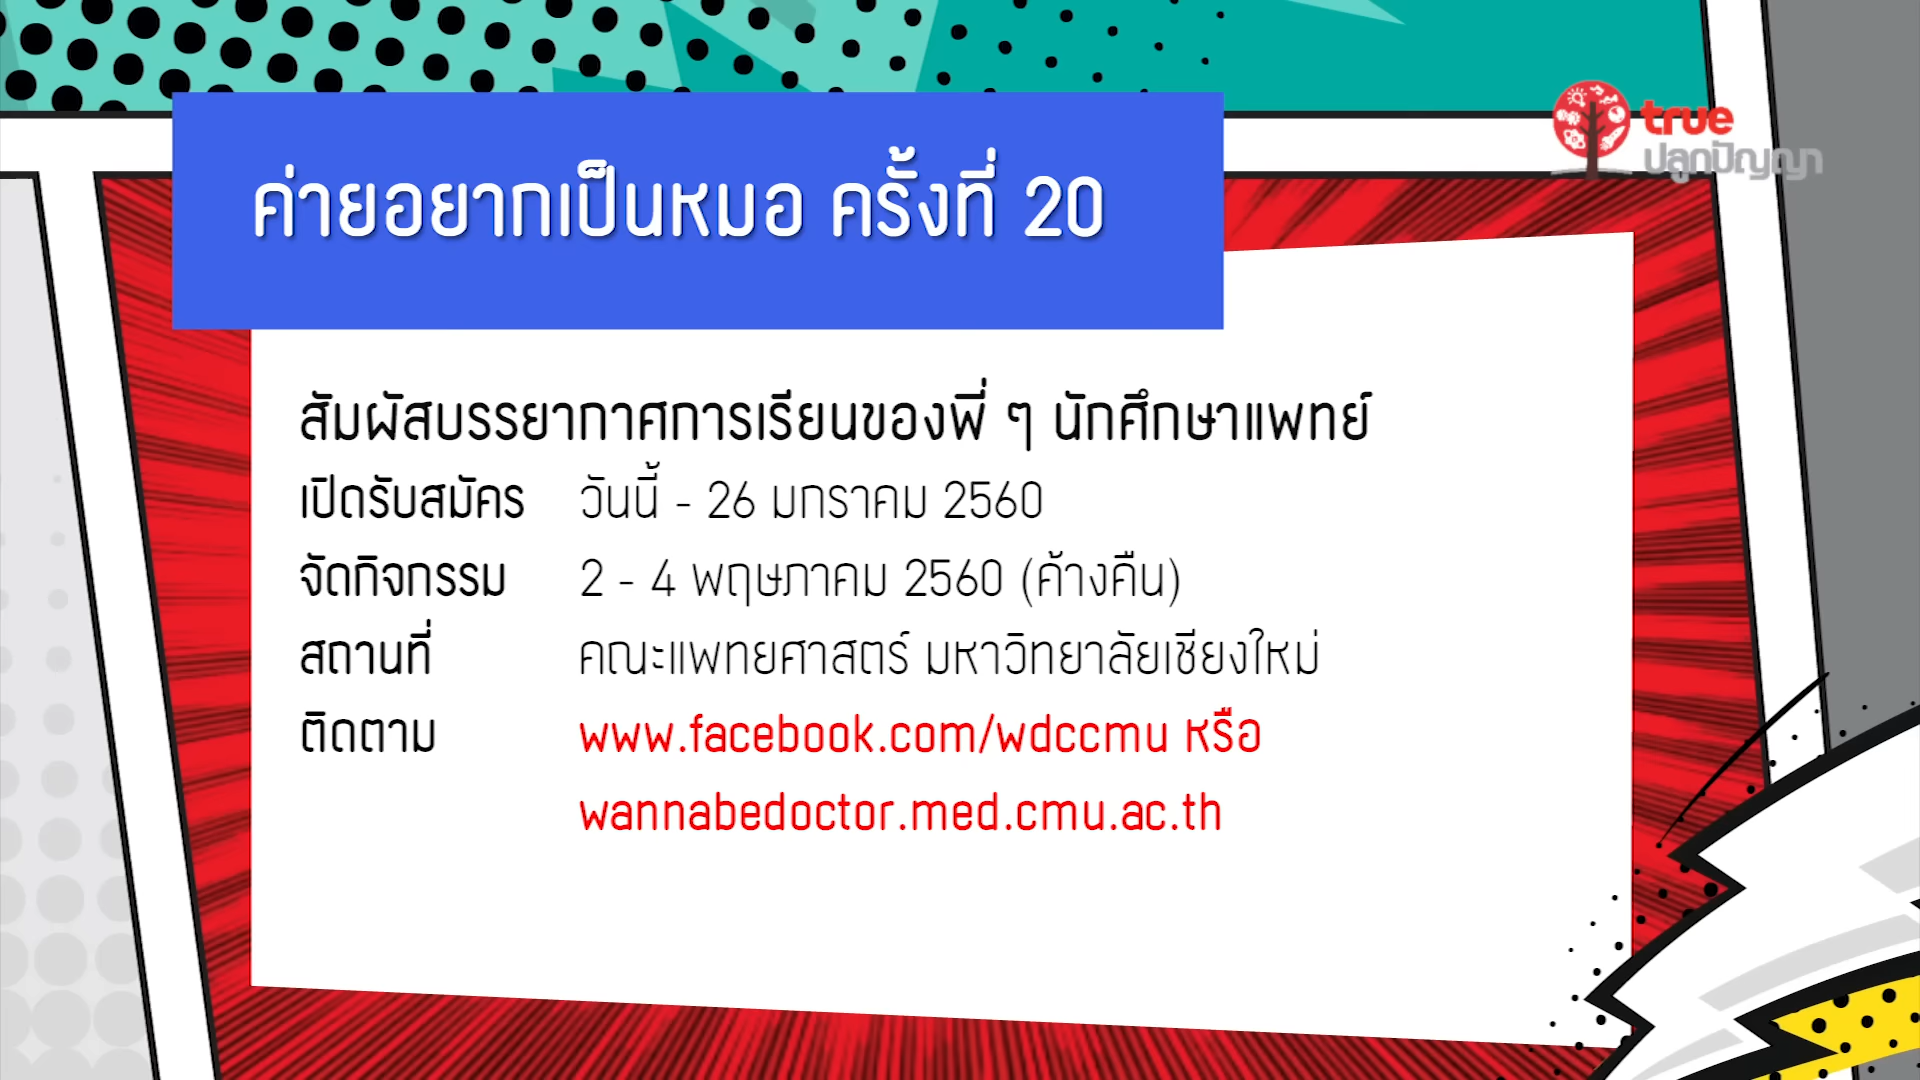 true
ปลูกปัญญา
ค่ายอยากเป็นหมอ ครั้งที่ 20
สัมผัสบรรยากาศการเรียนของพี่ ๆ นักศึกษาแพทย์
เปิดรับสมัคร วันนี้ - 26 มกราคม 2560
จัดกิจกรรม 2 - 4 พฤษภาคม 2560 (ค้างคืน)
สถานที่ คณะแพทยศาสตร์ มหาวิทยาลัยเชียงใหม่
ติดตาม www.facebook.com/wdccmu หรือ
wannabedoctor.med.cmu.ac.th